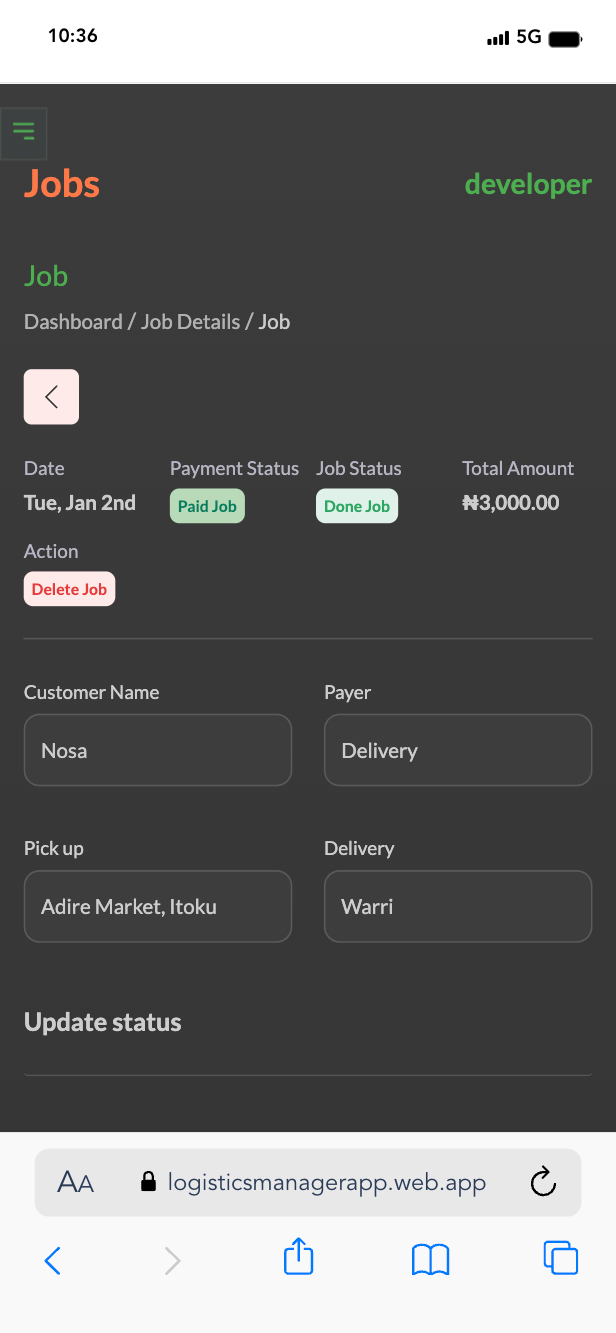 10:36 5G
Jobs developer
Job
Dashboard / Job Details / Job
Date Payment Status Job Status Total Amount
Tue, Jan 2nd Paid Job Done Job ₦3,000.00
Action
Delete Job
Customer Name Payer
Nosa Delivery
Pick up Delivery
Adire Market, Itoku Warri
Update status
AA logisticsmanagerapp.web.app